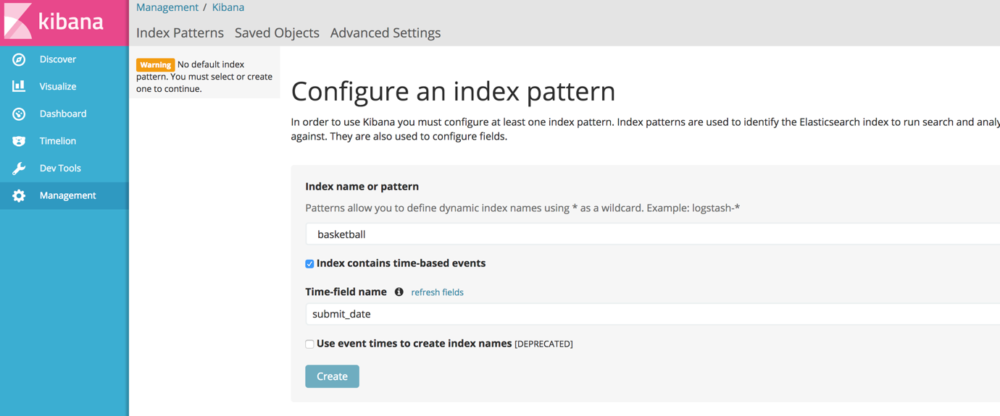 kibana
Discover
Visualize
Dashboard
Timelion
Dev Tools
Management
Management / Kibana
Index Patterns Saved Objects Advanced Settings
Warning No default index
pattern. You must select or create
one to continue.
Configure an index pattern
In order to use Kibana you must configure at least one index pattern. Index patterns are used to identify the Elasticsearch index to run search and analy
against. They are also used to configure fields.
Index name or pattern
Patterns allow you to define dynamic index names using * as a wildcard. Example: logstash-*
basketball
Index contains time-based events
Time-field name refresh fields
submit_date
Use event times to create index names [DEPRECATED]
Create